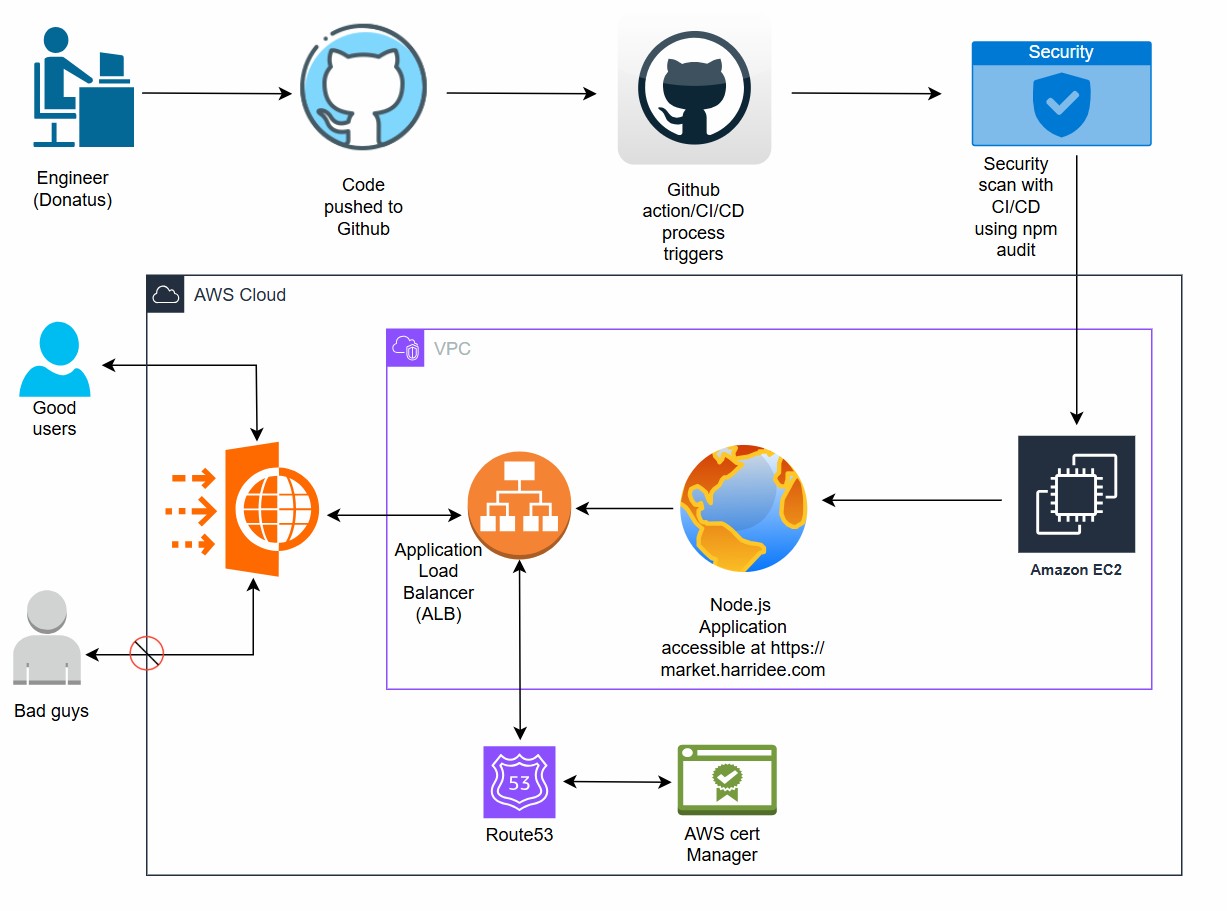 Security
Engineer
(Donatus)
Code
pushed to
Github
Github
action/CI/CD
process
triggers
Security
scan with
CI/CD
using npm
audit
AWS Cloud
VPC
Good
users
Application
Load
Balancer
(ALB)
Node.js
Application
accessible at https://
market.harridee.com
Amazon EC2
Bad guys
53
Route53
AWS cert
Manager